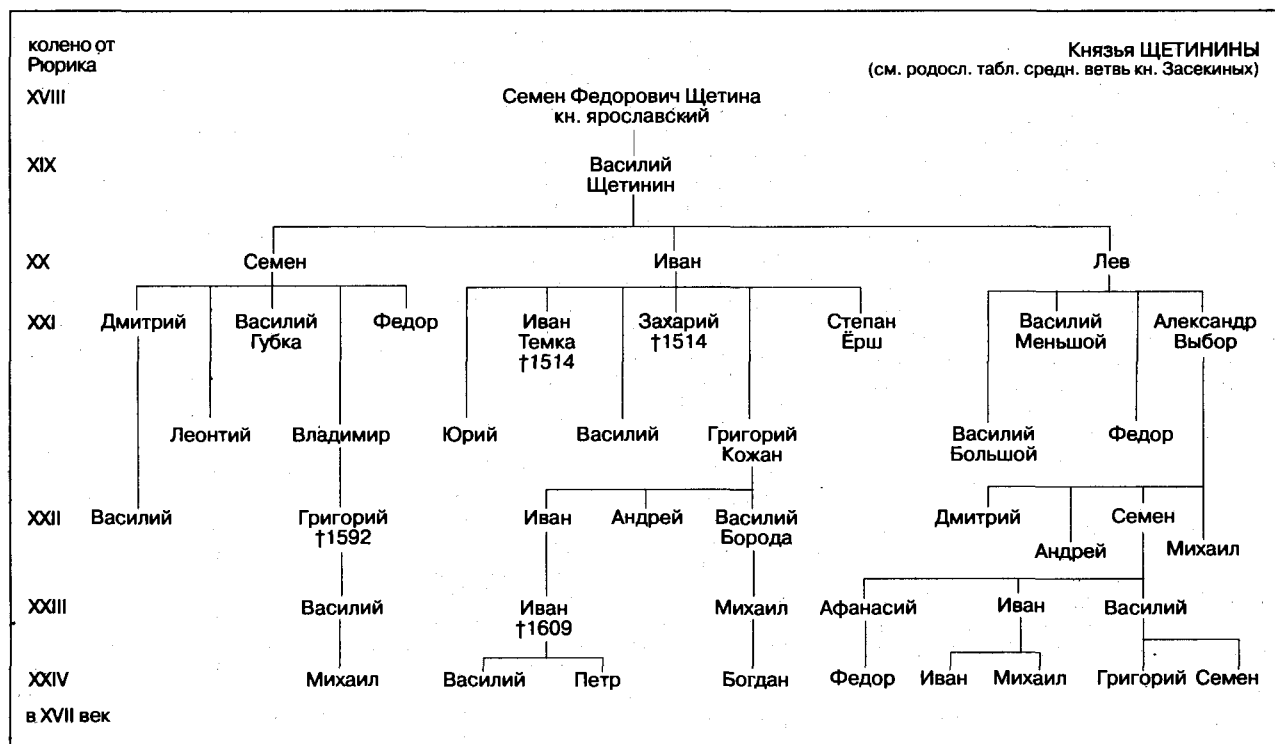 колено от
Рюрика
Князья ЩЕТИНИНЫ
(см. родосл. табл. средн. ветвь кн. Засекиных)
XVIII
Семен Федорович Щетина
кн. ярославский
XIX
Василий
Щетинин
XX
Семен
Иван
Лев
XXI
Дмитрий
Василий
Губка
Федор
Иван
Темка
†1514
Захарий
†1514
Степан
Ёрш
Василий
Меньшой
Александр
Выбор
Леонтий
Владимир
Юрий
Василий
Григорий
Кожан
Василий
Большой
Федор
XXII
Василий
Григорий
†1592
Иван
Андрей
Василий
Борода
Дмитрий
Андрей
Семен
Михаил
XXIII
Василий
Иван
†1609
Михаил
Афанасий
Иван
Василий
XXIV
Михаил
Василий
Петр
Богдан
Федор
Иван
Михаил
Григорий
Семен
в XVII век